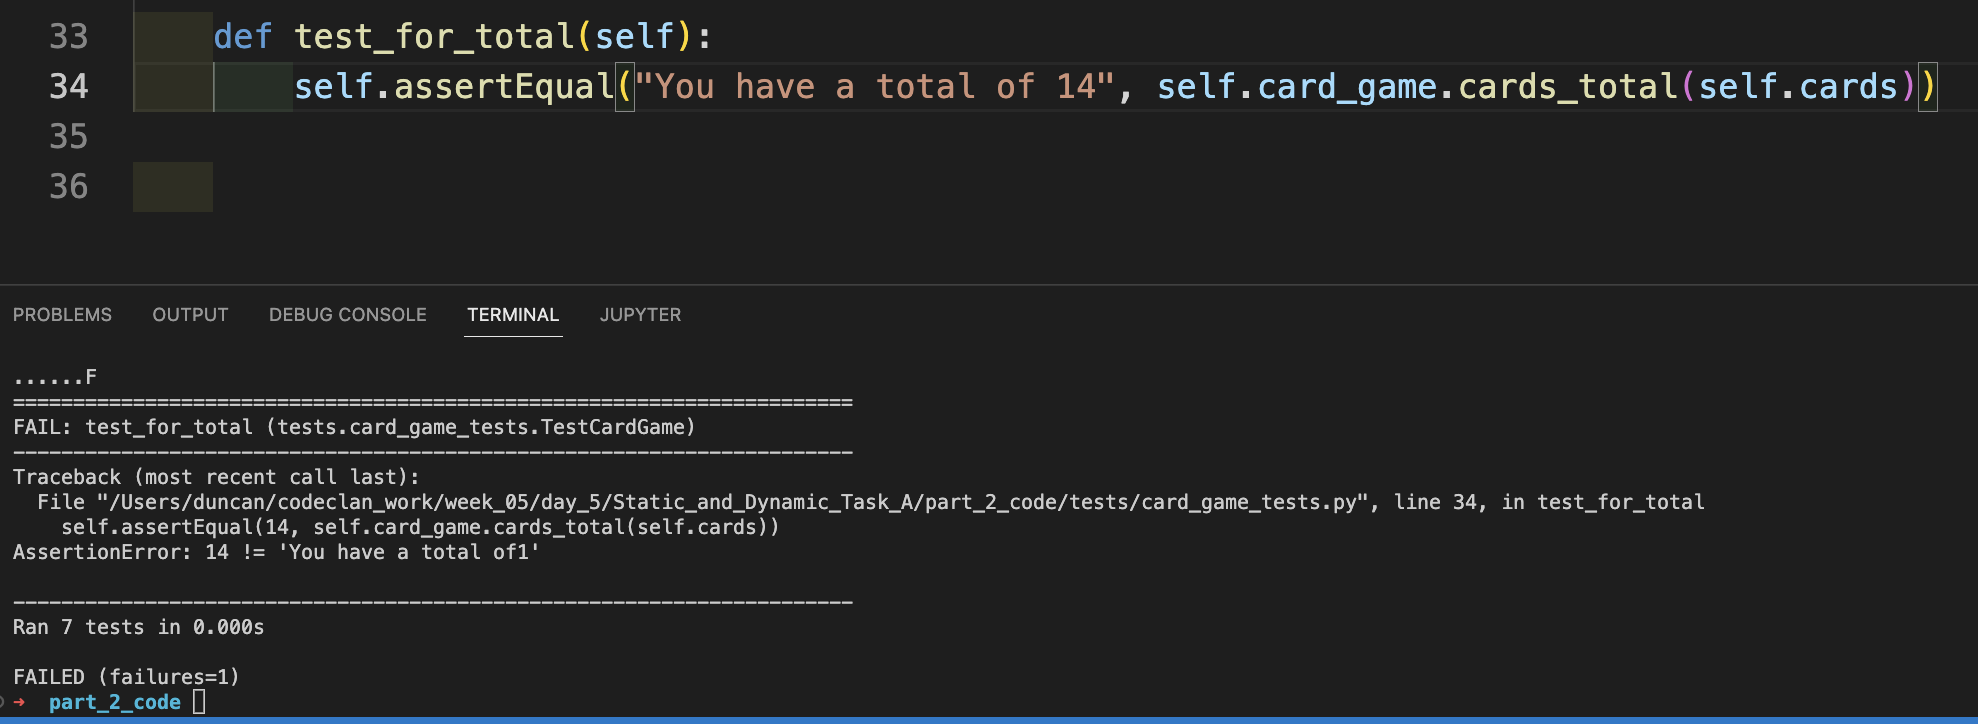 33 def test_for_total(self):
34 self.assertEqual("You have a total of 14", self.card_game.cards_total(self.cards))
35
36
PROBLEMS OUTPUT DEBUG CONSOLE TERMINAL JUPYTER
......F
======================================================================
FAIL: test_for_total (tests.card_game_tests.TestCardGame)
----------------------------------------------------------------------
Traceback (most recent call last):
File "/Users/duncan/codeclan_work/week_05/day_5/Static_and_Dynamic_Task_A/part_2_code/tests/card_game_tests.py", line 34, in test_for_total
self.assertEqual(14, self.card_game.cards_total(self.cards))
AssertionError: 14 != 'You have a total of1'
----------------------------------------------------------------------
Ran 7 tests in 0.000s
FAILED (failures=1)
➜ part_2_code